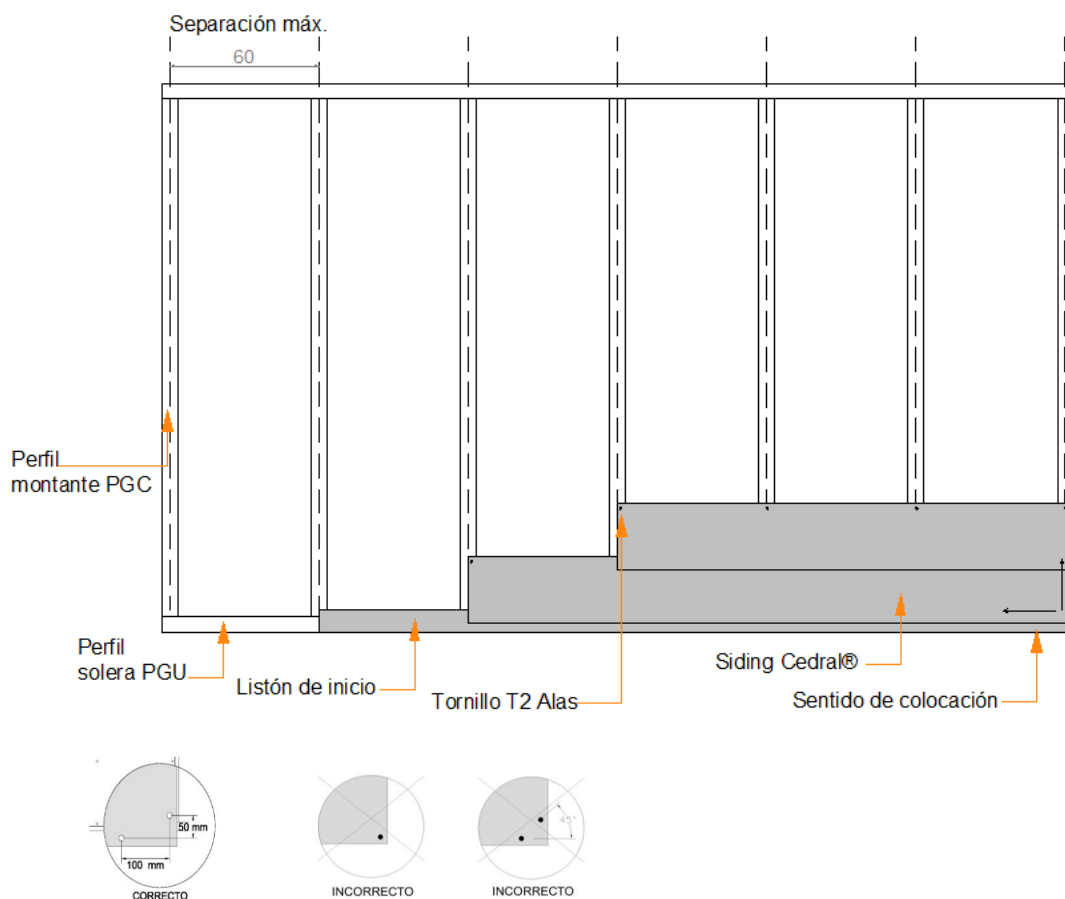 Separación máx.
60
Perfil
montante PGC
Perfil
solera PGU
Listón de inicio
Tornillo T2 Alas
Siding Cedral®
Sentido de colocación
50 mm
100 mm
CORRECTO
INCORRECTO
45°
INCORRECTO